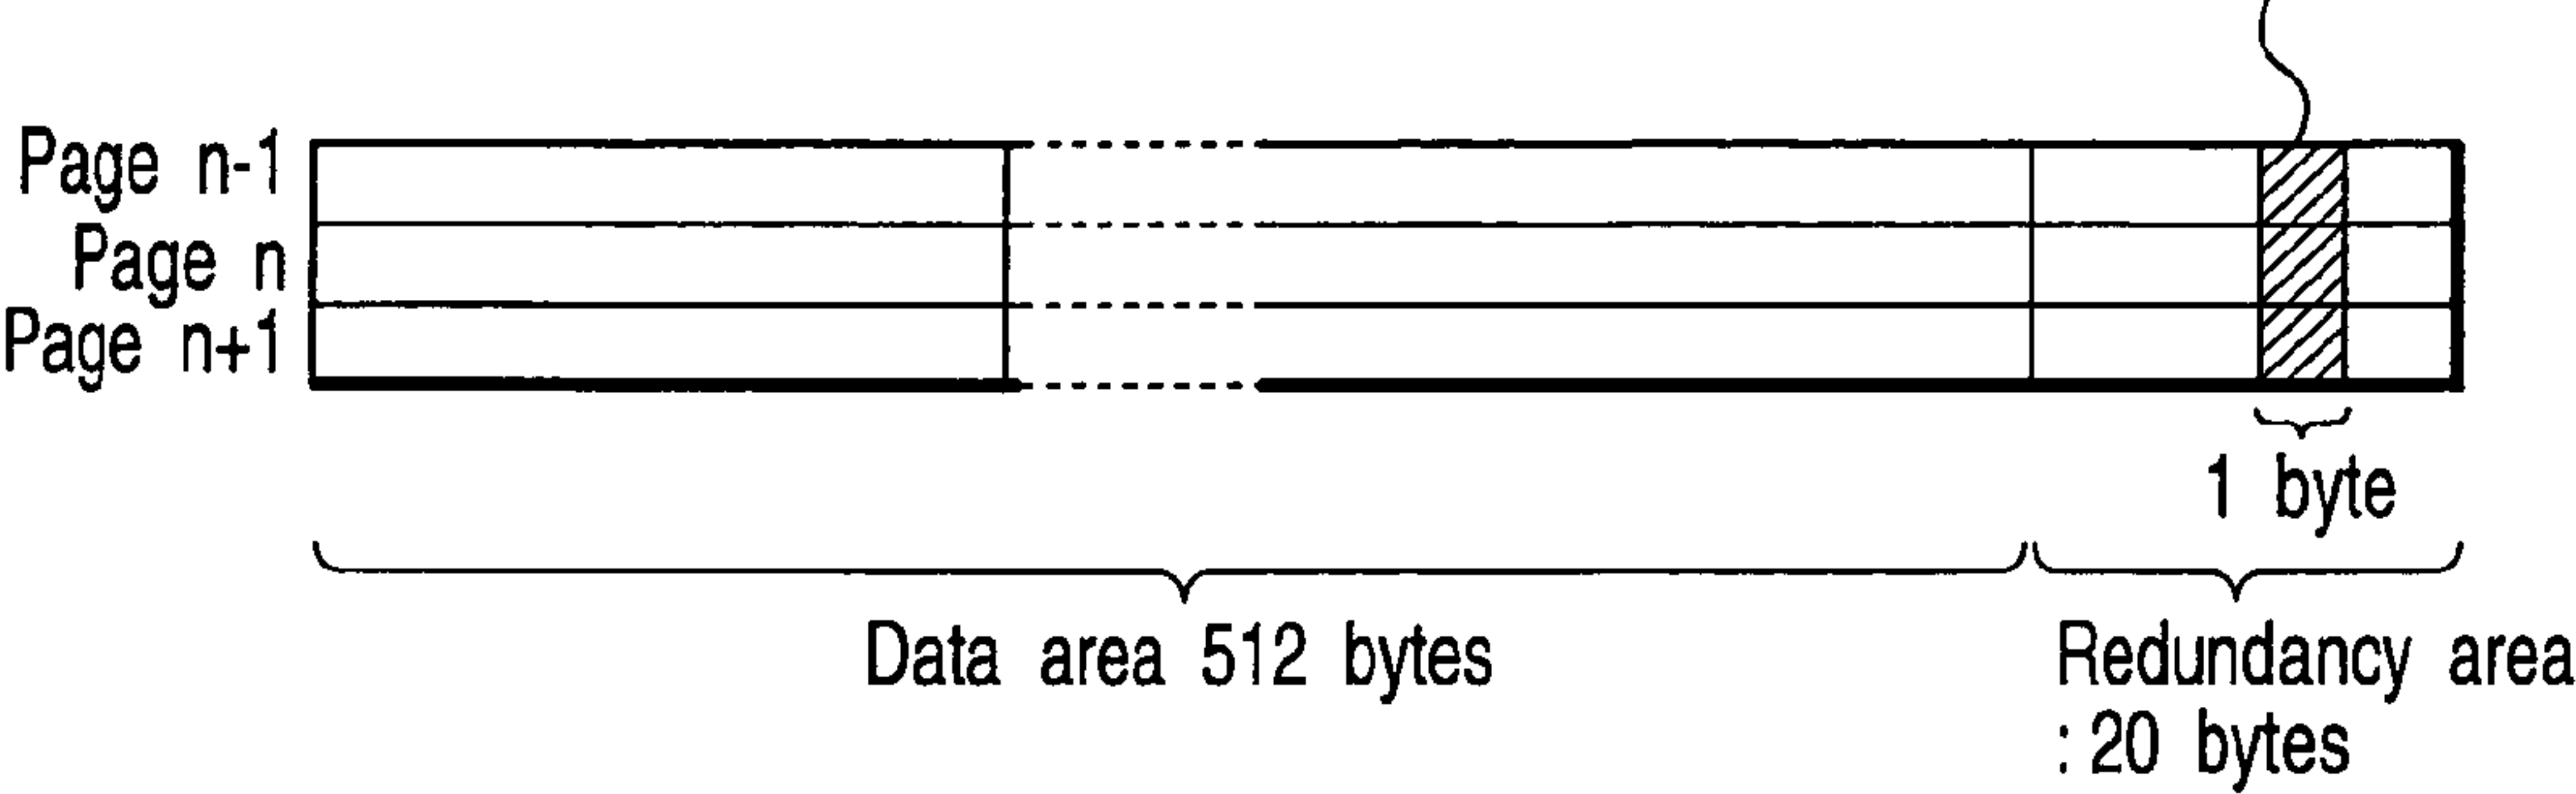 Page n-1
Page n
Page n+1
1 byte
Data area 512 bytes
Redundancy area
: 20 bytes